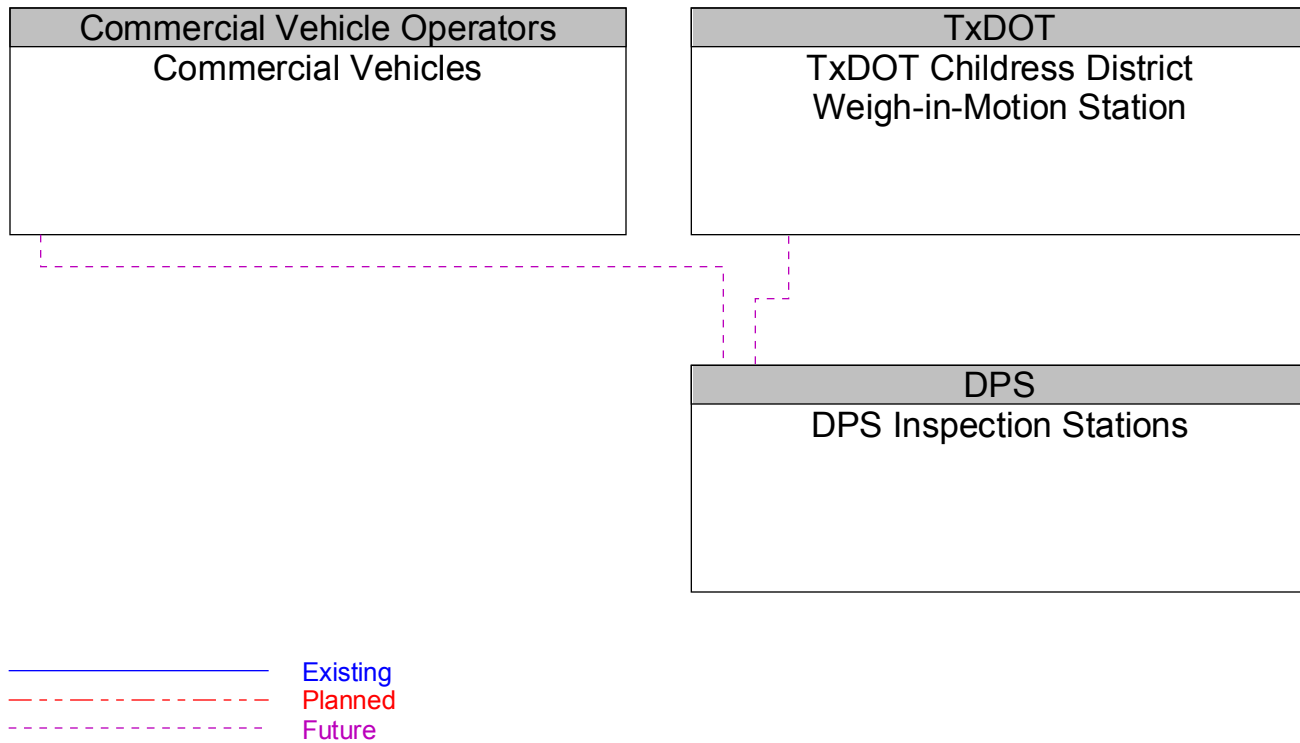 Commercial Vehicle Operators
Commercial Vehicles
TxDOT
TxDOT Childress District
Weigh-in-Motion Station
DPS
DPS Inspection Stations
Existing
Planned
Future